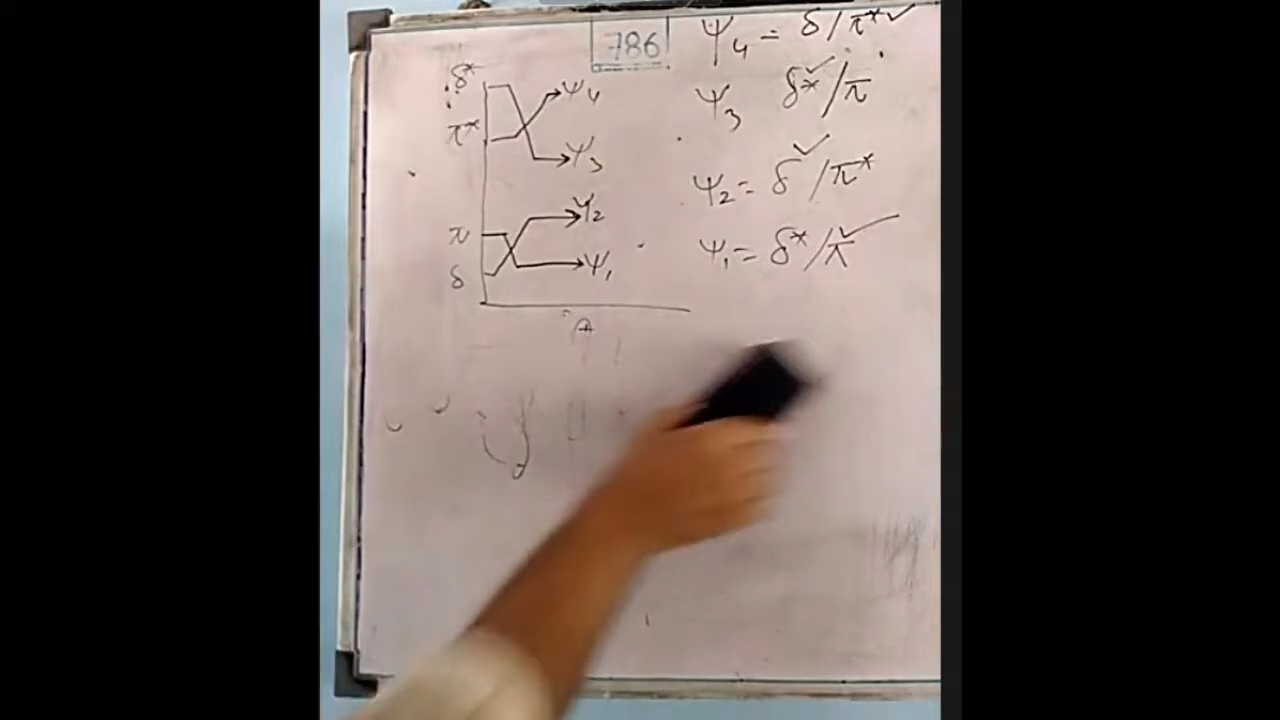 786
ψ₄ = δ/π* ✓
δ* → ψ₄
ψ₃ δ*✓/π
π* → ψ₃
ψ₂ = δ✓/π*
π → ψ₂
ψ₁ = δ*/π✓
δ → ψ₁
A